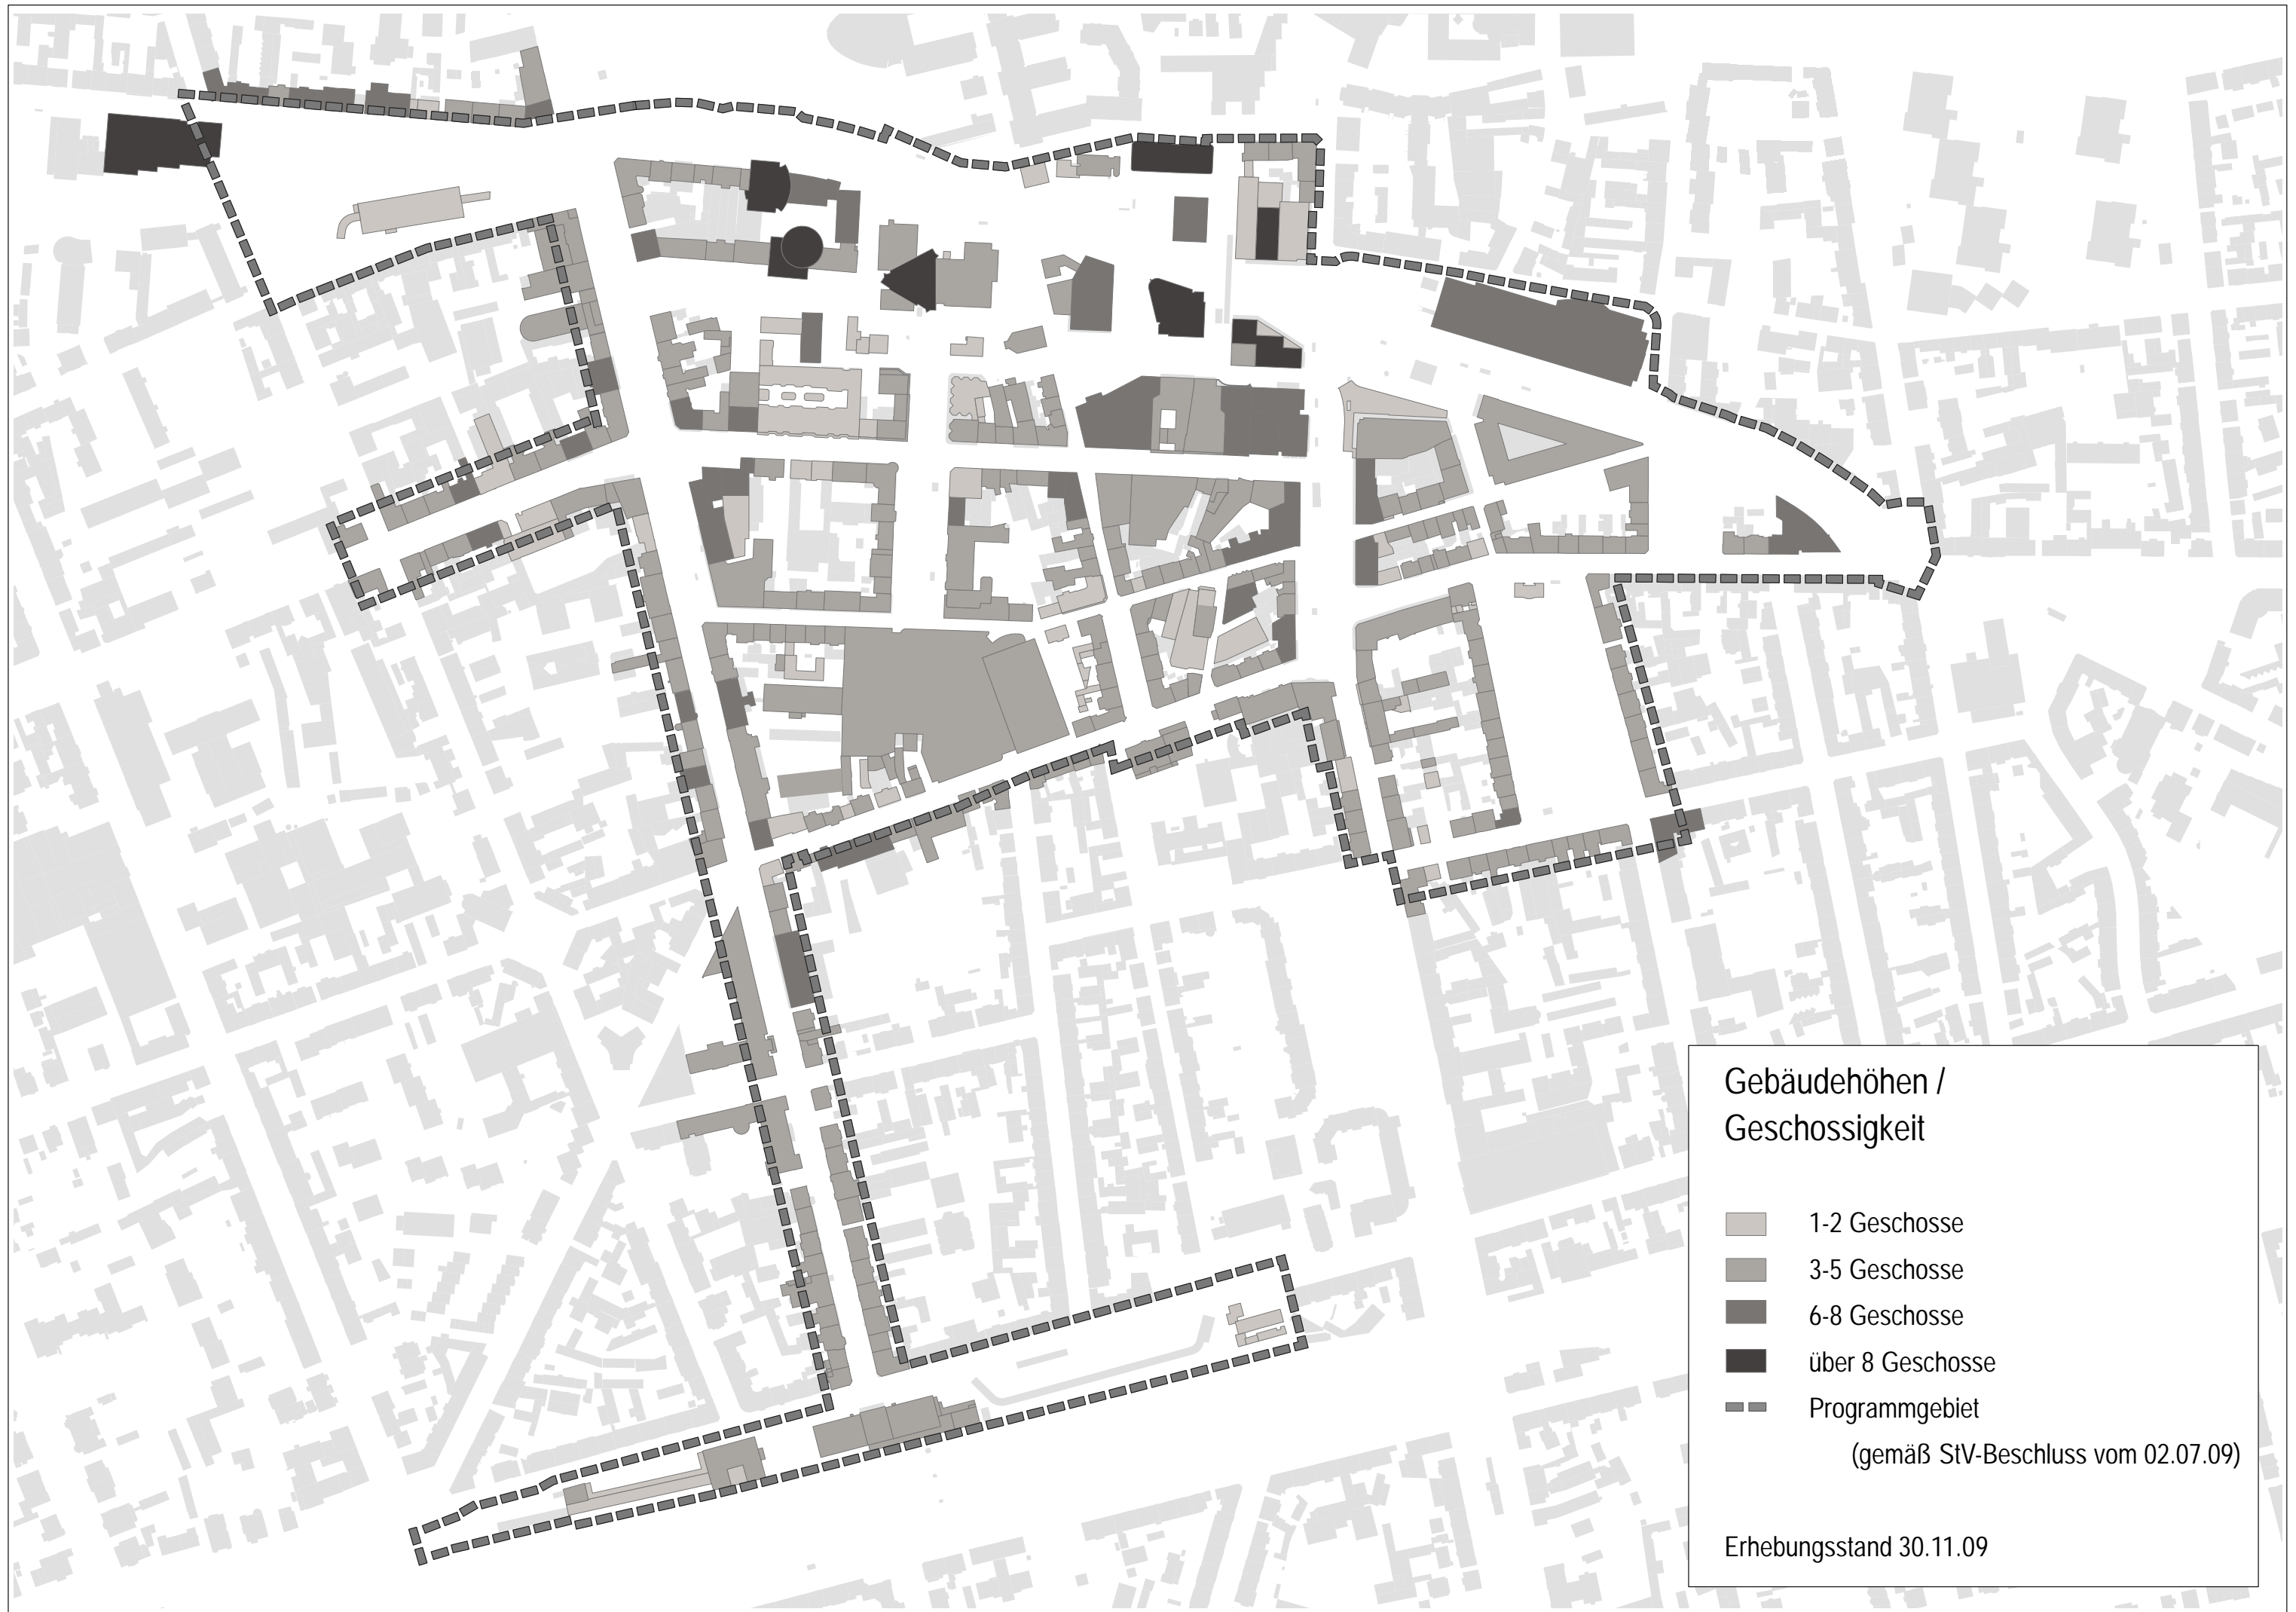 Gebäudehöhen /
Geschossigkeit
1-2 Geschosse
3-5 Geschosse
6-8 Geschosse
über 8 Geschosse
Programmgebiet
(gemäß StV-Beschluss vom 02.07.09)
Erhebungsstand 30.11.09